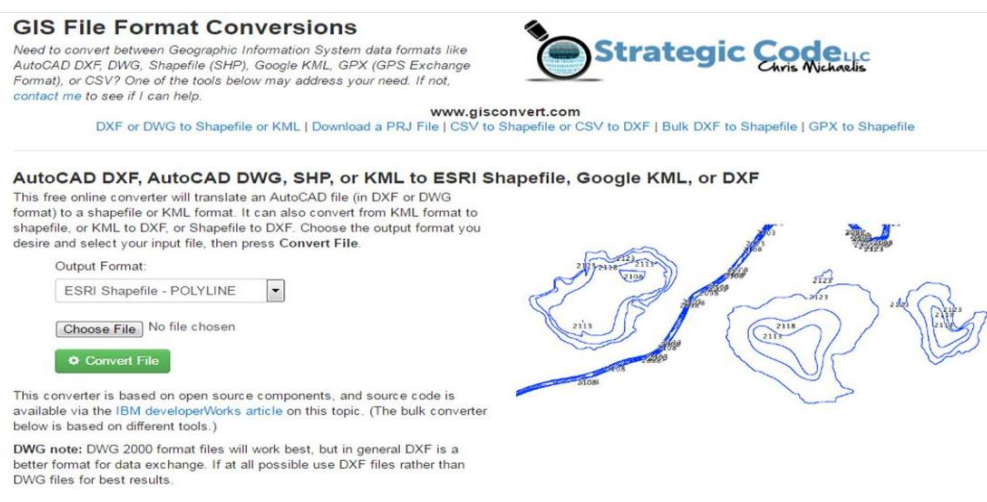 GIS File Format Conversions
Need to convert between Geographic Information System data formats like
AutoCAD DXF, DWG, Shapefile (SHP), Google KML, GPX (GPS Exchange
Format), or CSV? One of the tools below may address your need. If not,
contact me to see if I can help.
Strategic Code LLC
Chris Michaelis
www.gisconvert.com
DXF or DWG to Shapefile or KML | Download a PRJ File | CSV to Shapefile or CSV to DXF | Bulk DXF to Shapefile | GPX to Shapefile
AutoCAD DXF, AutoCAD DWG, SHP, or KML to ESRI Shapefile, Google KML, or DXF
This free online converter will translate an AutoCAD file (in DXF or DWG
format) to a shapefile or KML format. It can also convert from KML format to
shapefile, or KML to DXF, or Shapefile to DXF. Choose the output format you
desire and select your input file, then press Convert File.
Output Format:
ESRI Shapefile - POLYLINE
Choose File No file chosen
Convert File
This converter is based on open source components, and source code is
available via the IBM developerWorks article on this topic. (The bulk converter
below is based on different tools.)
DWG note: DWG 2000 format files will work best, but in general DXF is a
better format for data exchange. If at all possible use DXF files rather than
DWG files for best results.
2123
2118
2123
2113
2108
2113
2108
2123
2123
2118
2113